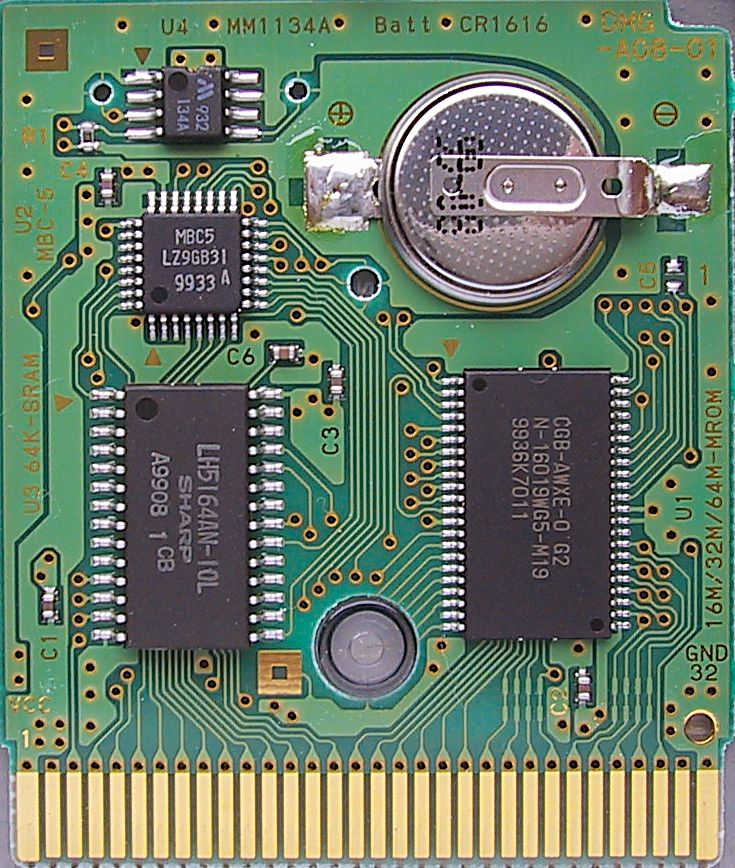 U4 MM1134A Batt CR1616 DMG
-A08-01
932
134A
R1
C4
U2
MBC-5
MBC5
LZ9GB31
9933 A
C5
1
C6
C3
U3 64K-SRAM
LH5164AN-10L
SHARP
A9908 1 CB
CGB-AWXE-0 G2
N-16019WG5-M19
9936K7011
U1
16M/32M/64M-MROM
C1
C2
GND
32
VCC
1